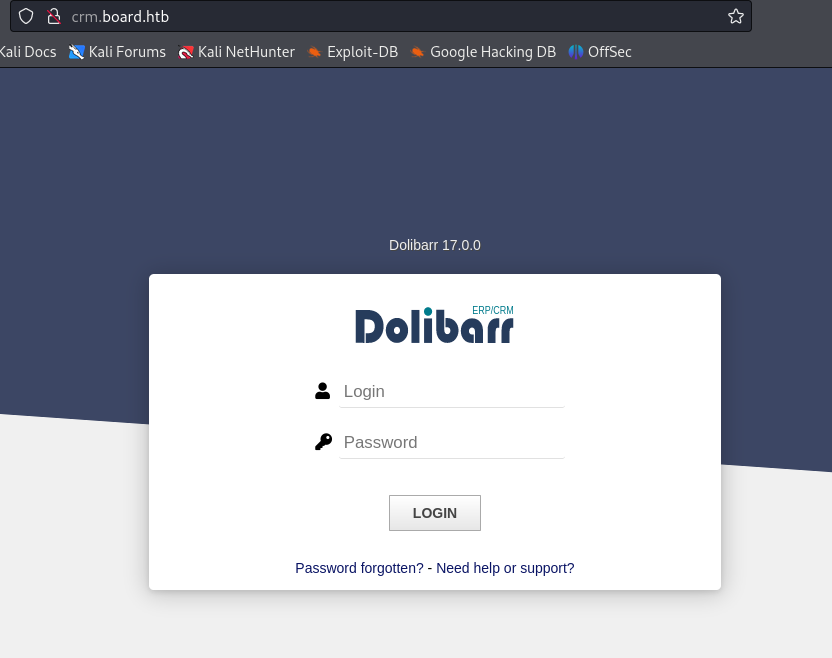 crm.board.htb
Kali Docs Kali Forums Kali NetHunter Exploit-DB Google Hacking DB OffSec
Dolibarr 17.0.0
ERP/CRM
Dolibarr
Login
Password
LOGIN
Password forgotten? - Need help or support?